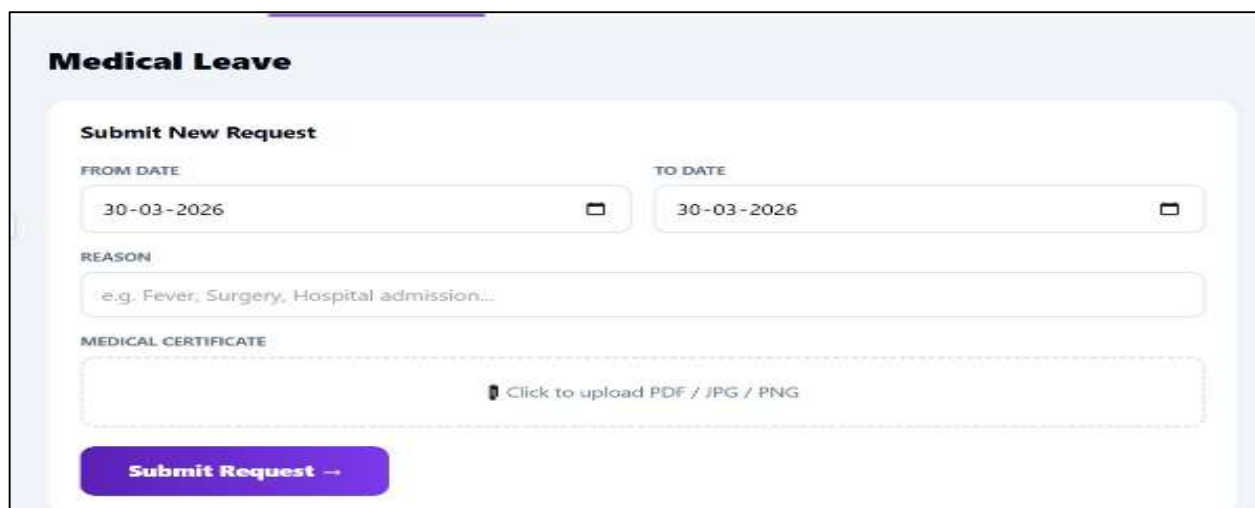 Medical Leave
Submit New Request
FROM DATE TO DATE
30-03-2026 30-03-2026
REASON
e.g. Fever, Surgery, Hospital admission...
MEDICAL CERTIFICATE
Click to upload PDF / JPG / PNG
Submit Request →